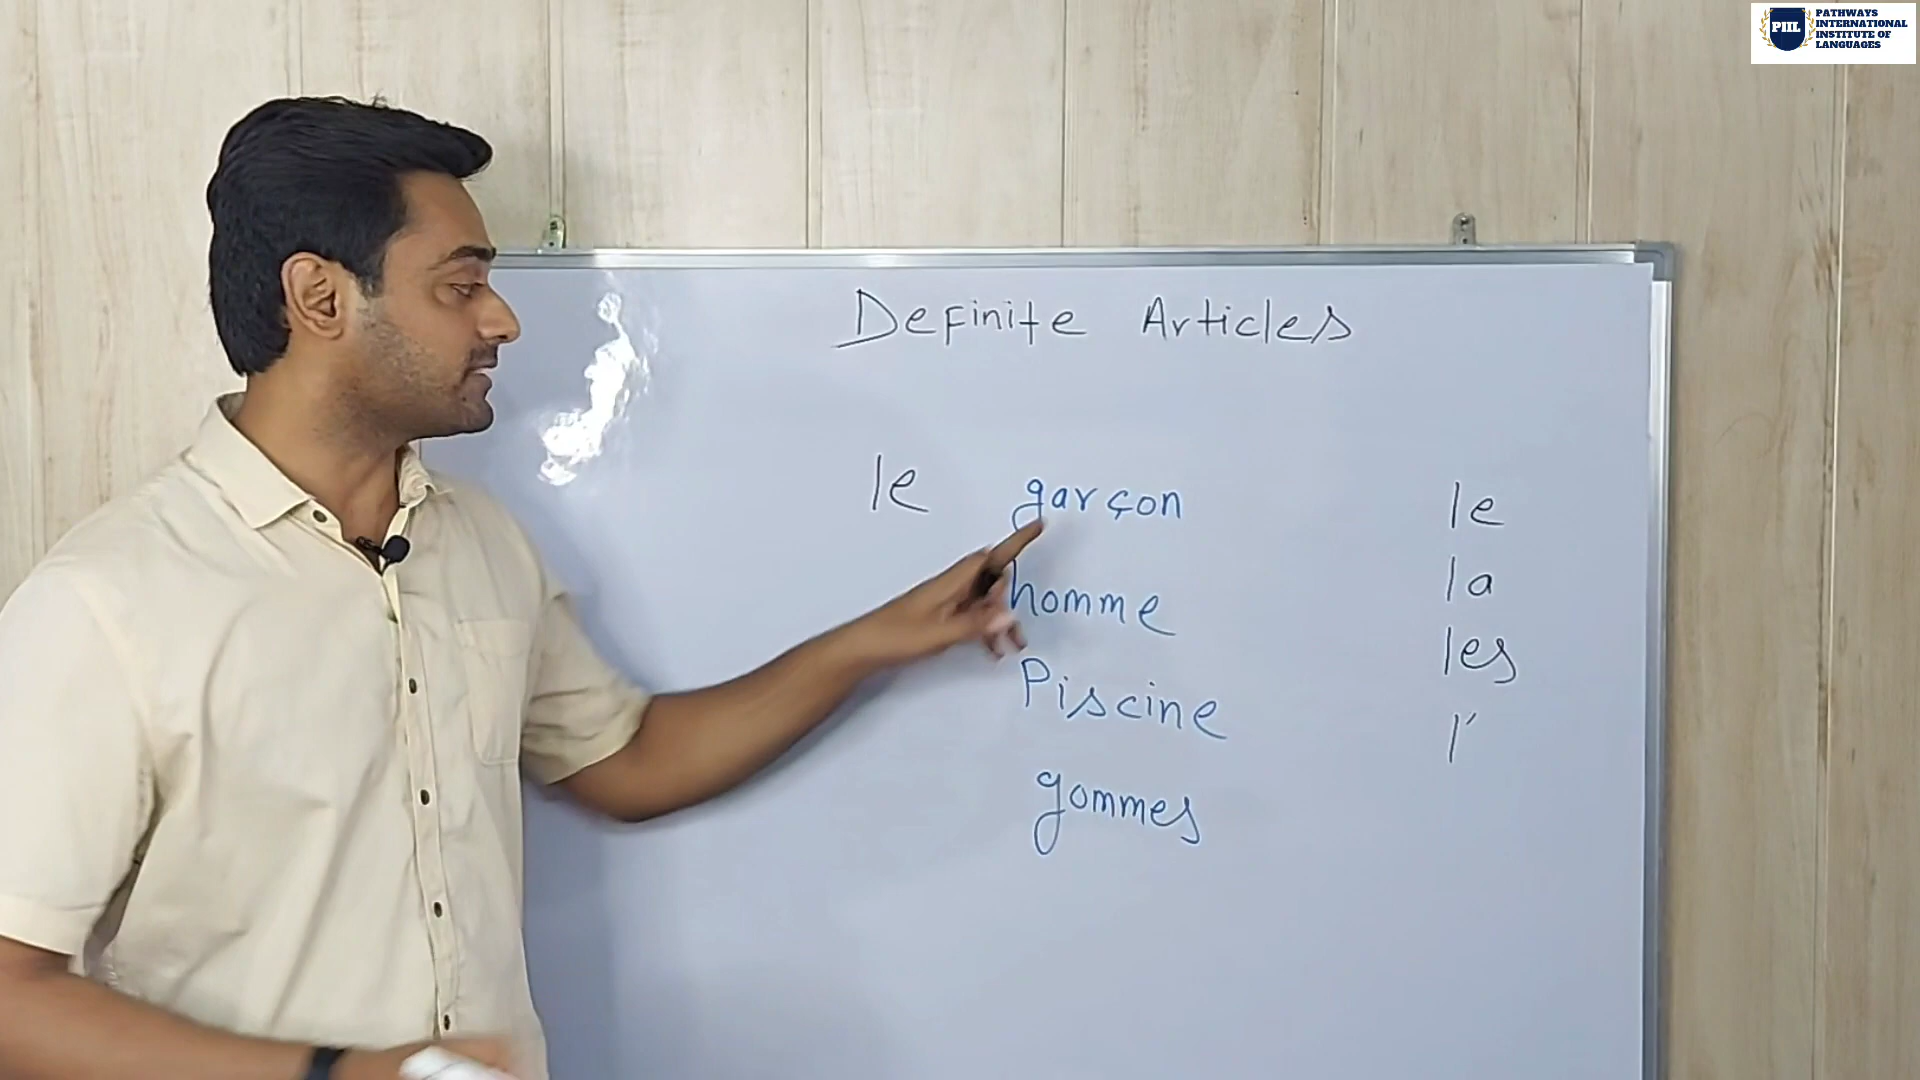 PIIL
PATHWAYS
INTERNATIONAL
INSTITUTE OF
LANGUAGES
Definite Articles
le garçon
homme
Piscine
gommes
le
la
les
l'